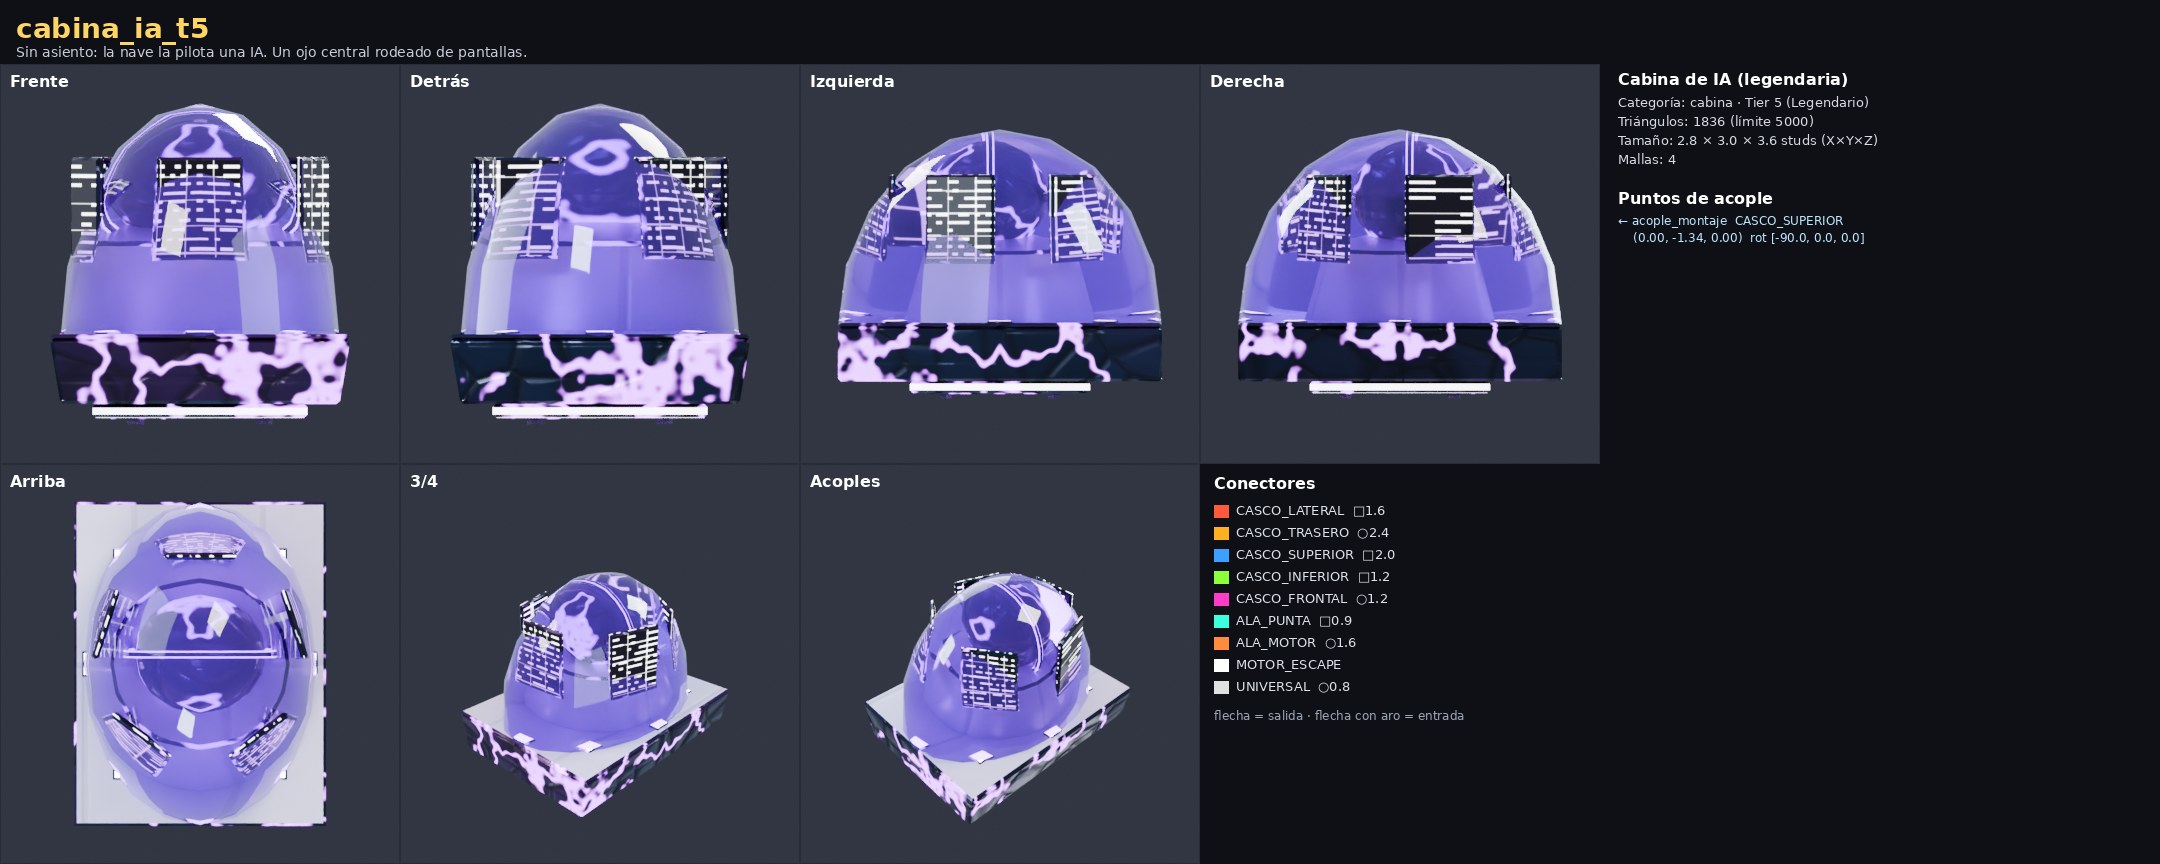 cabina_ia_t5
Sin asiento: la nave la pilota una IA. Un ojo central rodeado de pantallas.
Frente
Detrás
Izquierda
Derecha
Cabina de IA (legendaria)
Categoría: cabina · Tier 5 (Legendario)
Triángulos: 1836 (límite 5000)
Tamaño: 2.8 × 3.0 × 3.6 studs (X×Y×Z)
Mallas: 4
Puntos de acople
← acople_montaje CASCO_SUPERIOR
(0.00, -1.34, 0.00) rot [-90.0, 0.0, 0.0]
Arriba
3/4
Acoples
Conectores
CASCO_LATERAL □1.6
CASCO_TRASERO ○2.4
CASCO_SUPERIOR □2.0
CASCO_INFERIOR □1.2
CASCO_FRONTAL ○1.2
ALA_PUNTA □0.9
ALA_MOTOR ○1.6
MOTOR_ESCAPE
UNIVERSAL ○0.8
flecha = salida · flecha con aro = entrada